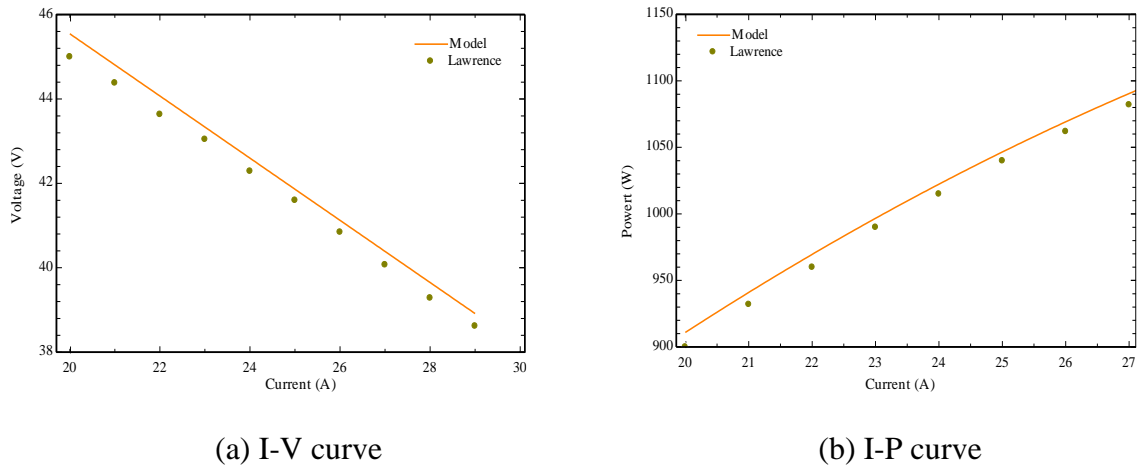 46
44
42
40
38
Voltage (V)
Model
Lawrence
20 22 24 26 28 30
Current (A)
(a) I-V curve
1150
1100
1050
1000
950
900
Powert (W)
Model
Lawrence
20 21 22 23 24 25 26 27
Current (A)
(b) I-P curve